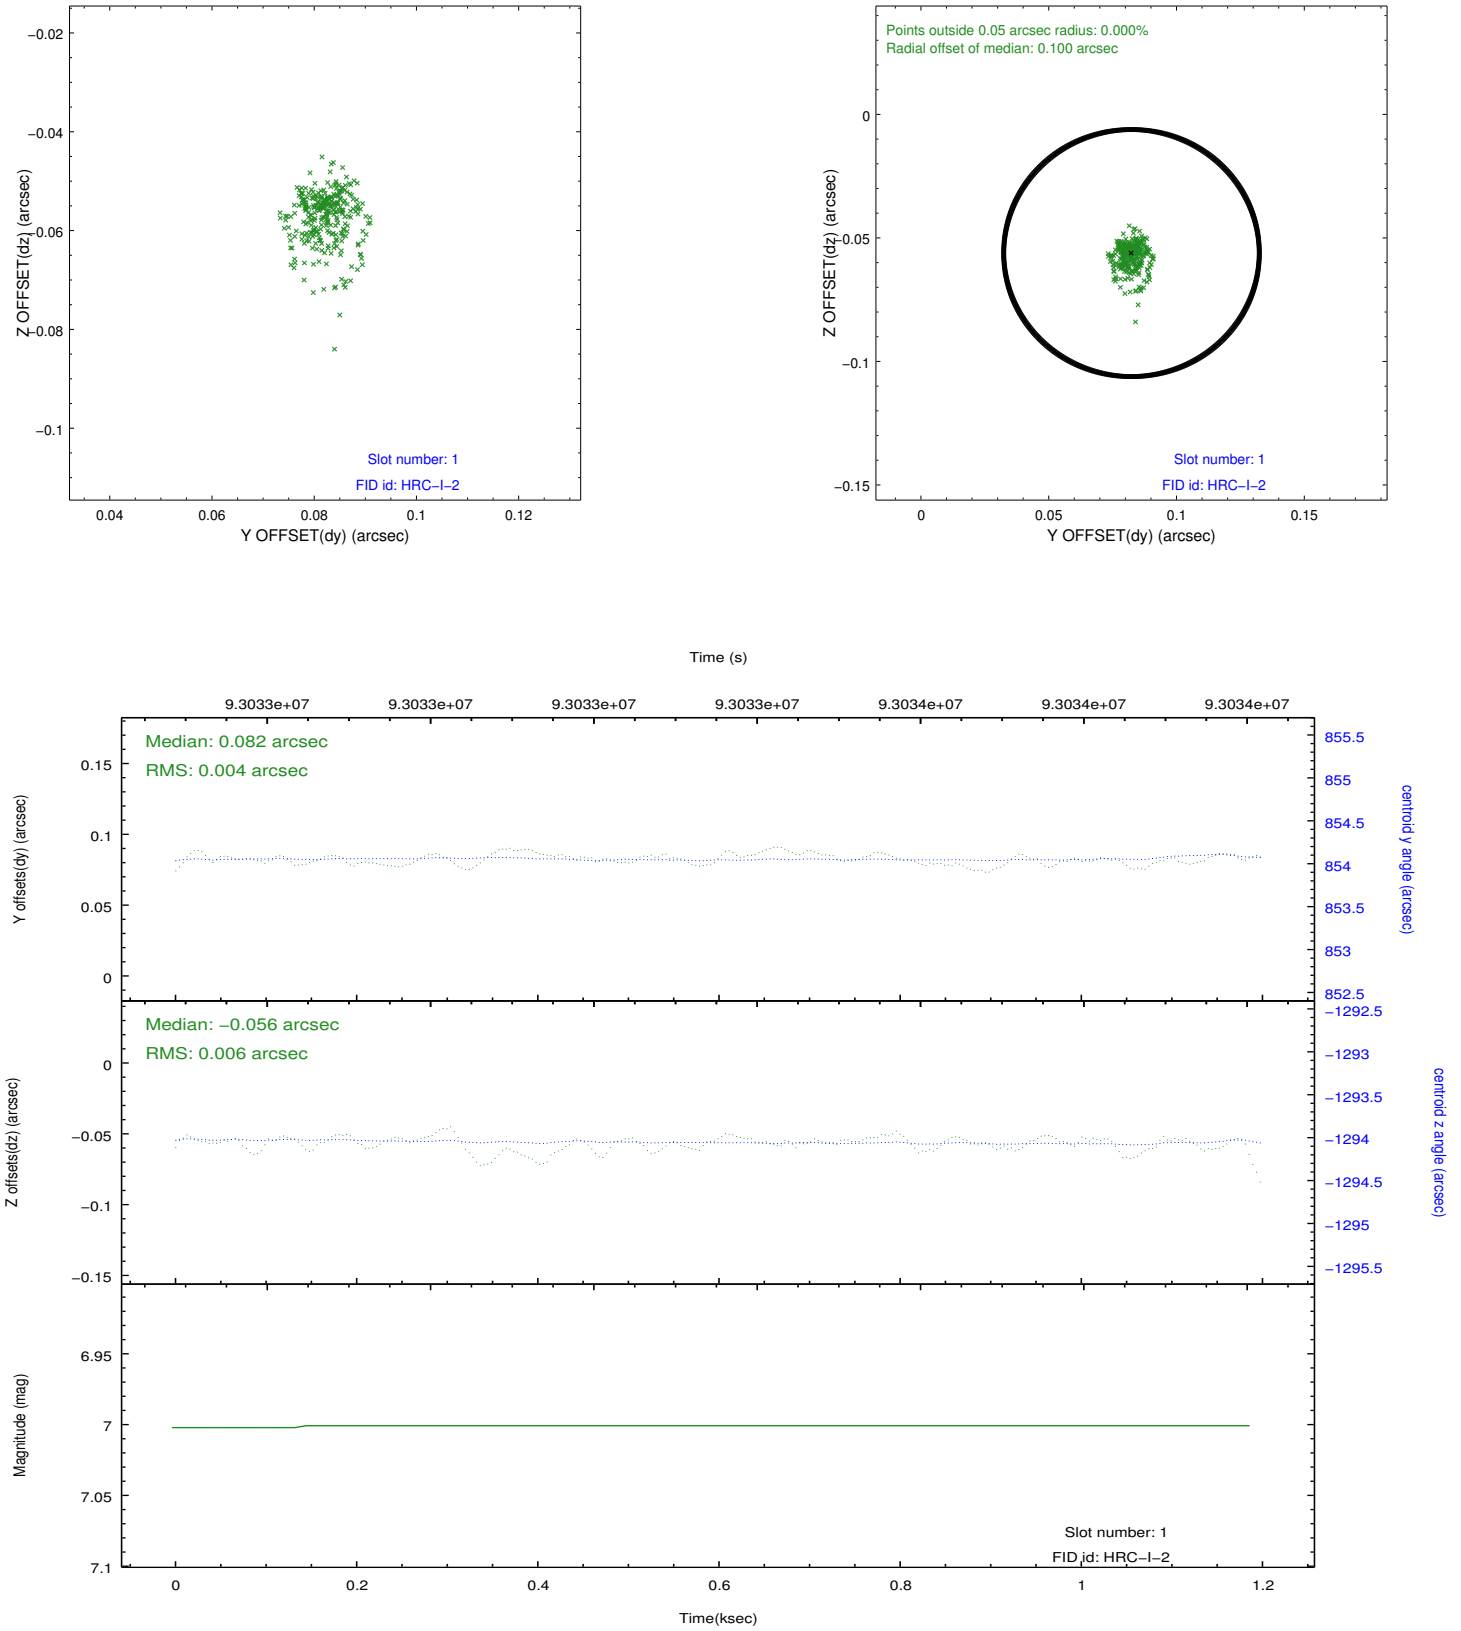 −0.02
−0.04
−0.06
−0.08
−0.1
Z OFFSET(dz) (arcsec)
Slot number: 1
FID id: HRC−I−2
0.04 0.06 0.08 0.1 0.12
Y OFFSET(dy) (arcsec)
Points outside 0.05 arcsec radius: 0.000%
Radial offset of median: 0.100 arcsec
0
−0.05
−0.1
−0.15
Z OFFSET(dz) (arcsec)
Slot number: 1
FID id: HRC−I−2
0 0.05 0.1 0.15
Y OFFSET(dy) (arcsec)
Time (s)
9.3033e+07 9.3033e+07 9.3033e+07 9.3033e+07 9.3034e+07 9.3034e+07 9.3034e+07
Median: 0.082 arcsec
RMS: 0.004 arcsec
0.15
0.1
0.05
0
Y offsets(dy) (arcsec)
855.5
855
854.5
854
853.5
853
852.5
centroid y angle (arcsec)
Median: −0.056 arcsec
RMS: 0.006 arcsec
0
−0.05
−0.1
−0.15
Z offsets(dz) (arcsec)
−1292.5
−1293
−1293.5
−1294
−1294.5
−1295
−1295.5
centroid z angle (arcsec)
6.95
7
7.05
7.1
Magnitude (mag)
Slot number: 1
FID id: HRC−I−2
0 0.2 0.4 0.6 0.8 1 1.2
Time(ksec)